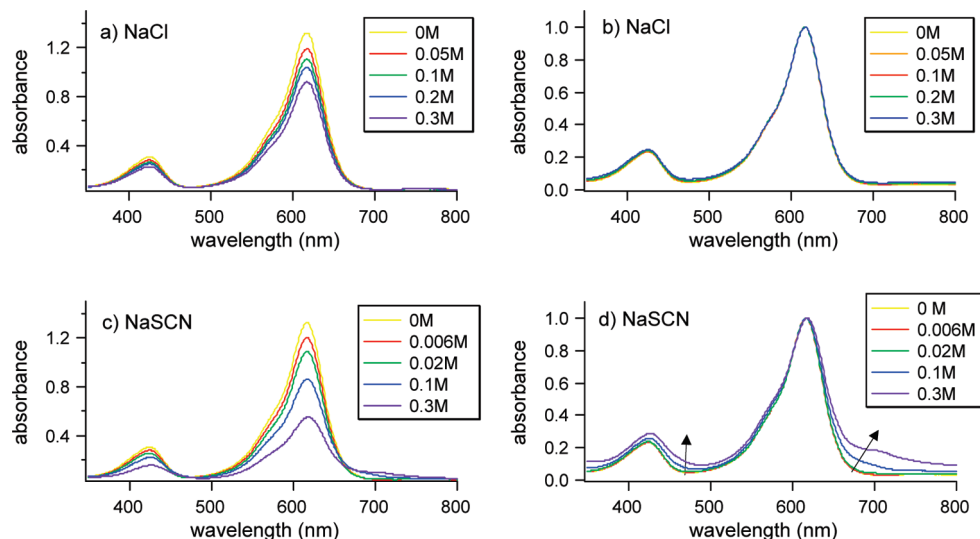 a) NaCl
0M
0.05M
0.1M
0.2M
0.3M
1.2
0.8
0.4
absorbance
400 500 600 700 800
wavelength (nm)
b) NaCl
0M
0.05M
0.1M
0.2M
0.3M
1.0
0.8
0.6
0.4
0.2
0.0
absorbance
400 500 600 700 800
wavelength (nm)
c) NaSCN
0M
0.006M
0.02M
0.1M
0.3M
1.2
0.8
0.4
absorbance
400 500 600 700 800
wavelength (nm)
d) NaSCN
0 M
0.006M
0.02M
0.1M
0.3M
1.0
0.8
0.6
0.4
0.2
0.0
absorbance
400 500 600 700 800
wavelength (nm)